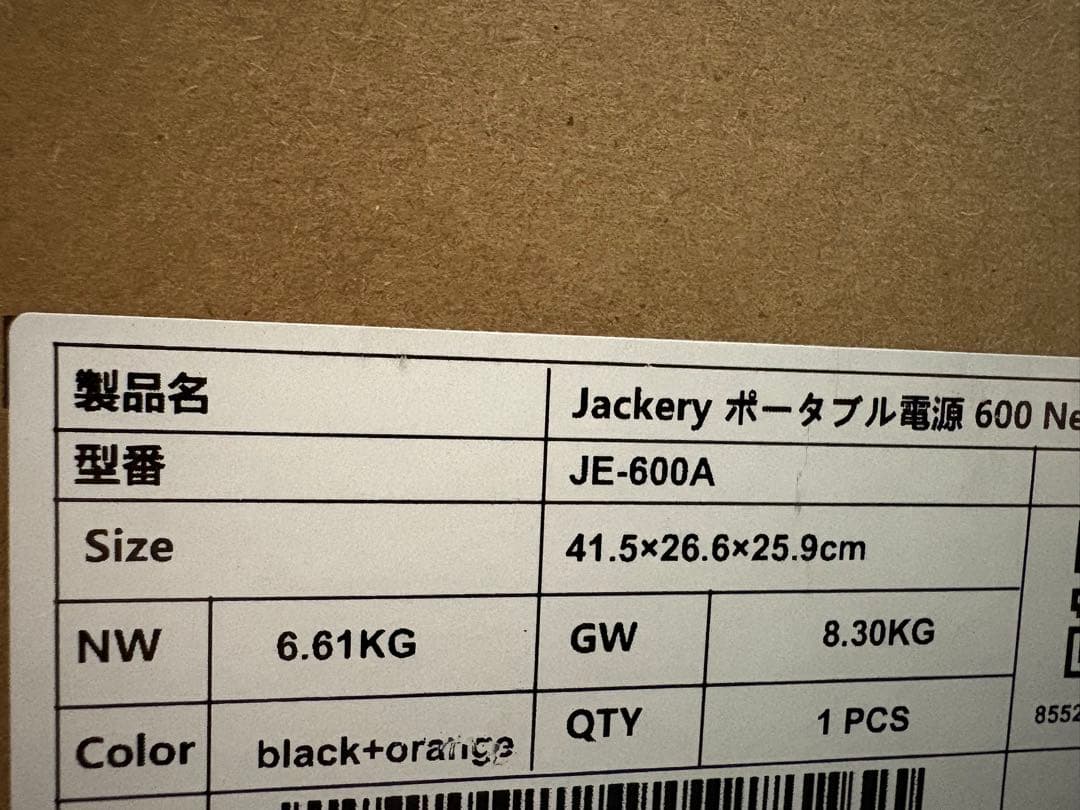 製品名 Jackery ポータブル電源 600 Ne
型番 JE-600A
Size 41.5×26.6×25.9cm
NW 6.61KG GW 8.30KG
Color black+orange QTY 1 PCS
8552